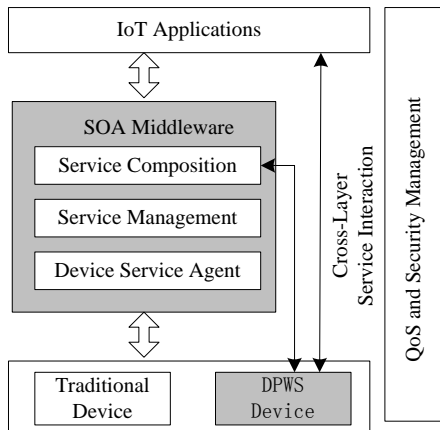 IoT Applications
SOA Middleware
Service Composition
Service Management
Device Service Agent
Traditional
Device
DPWS
Device
Cross-Layer
Service Interaction
QoS and Security Management